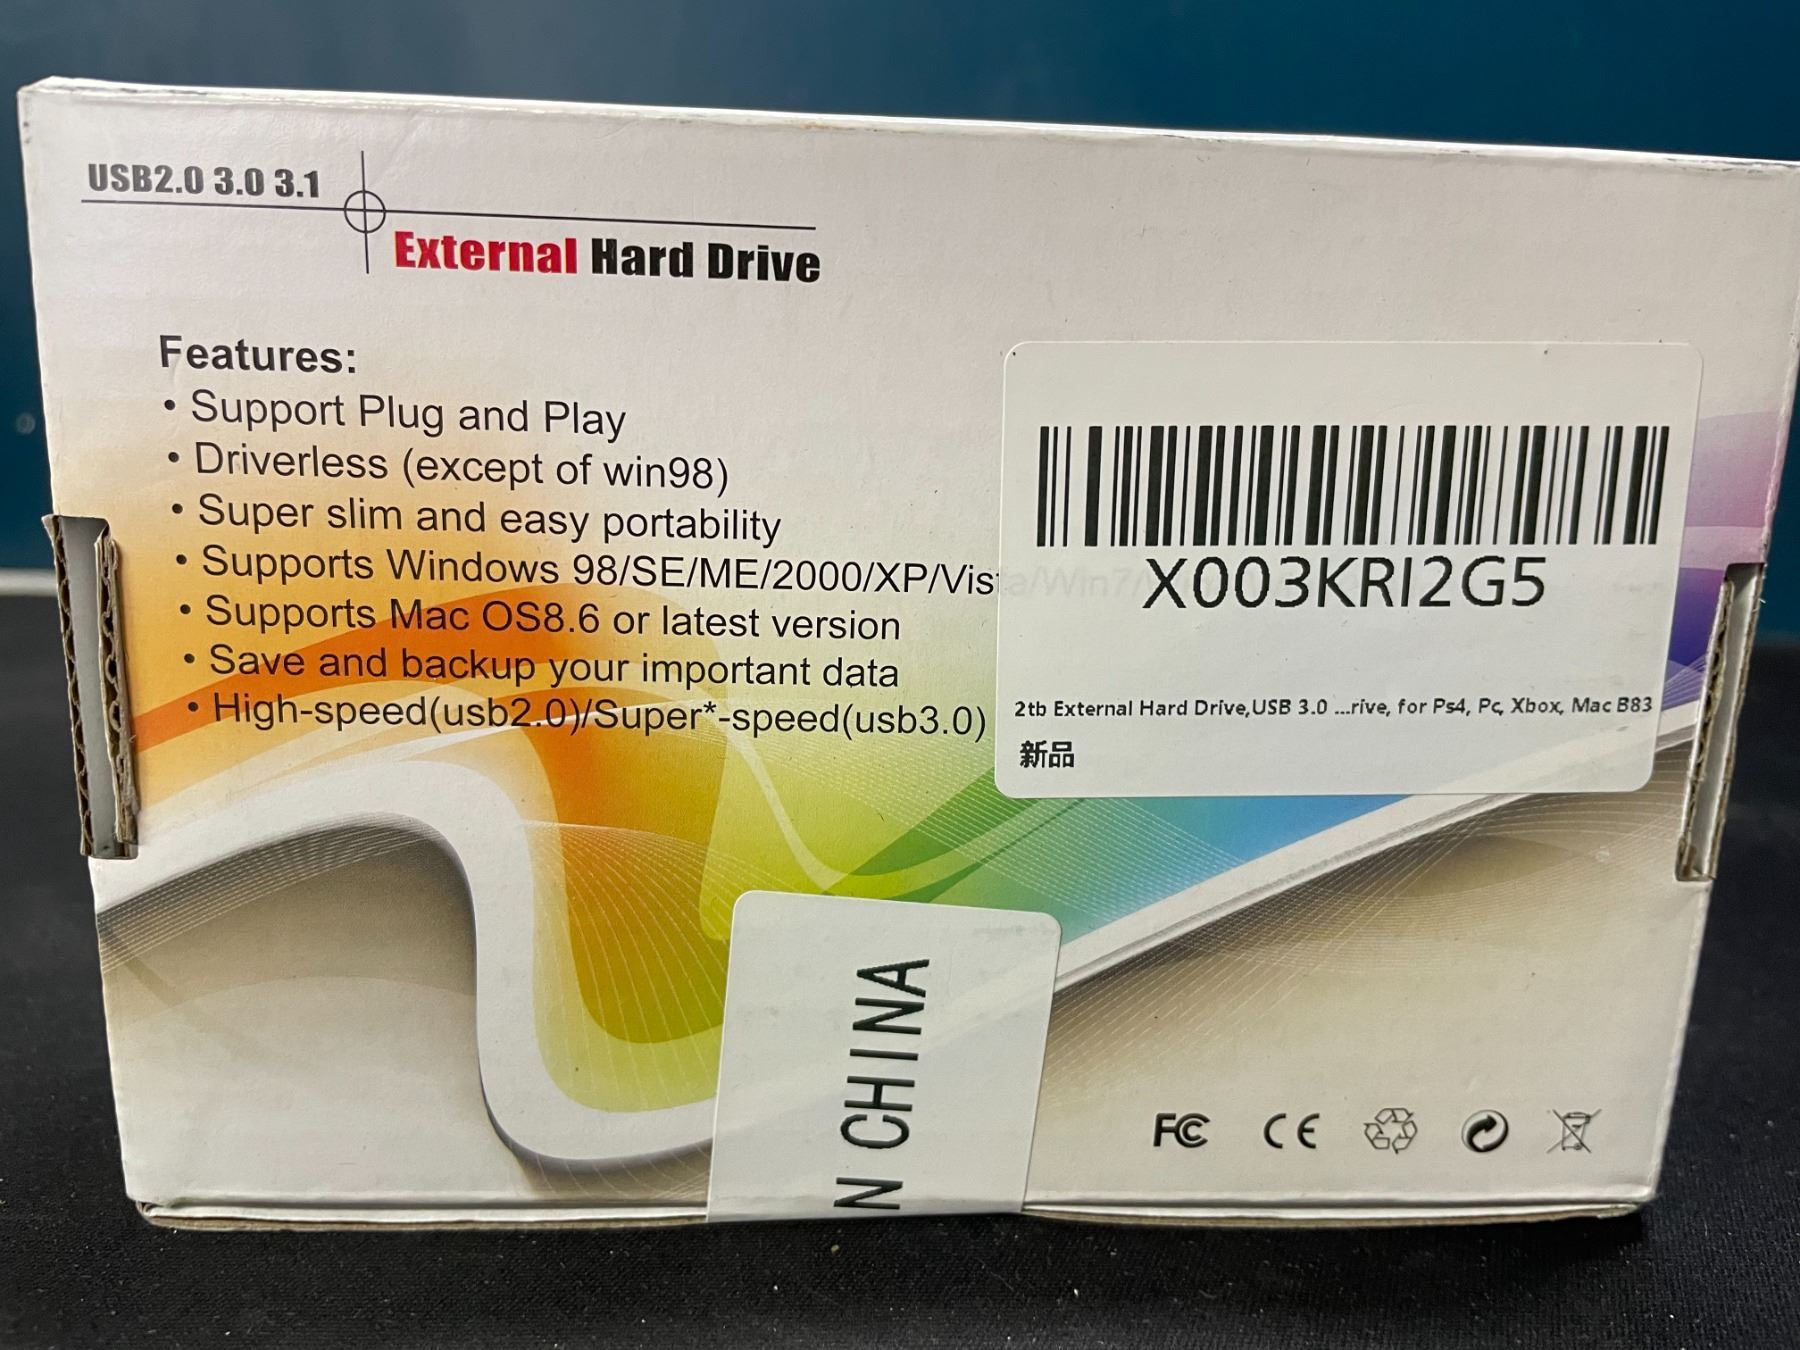 USB2.0 3.0 3.1
External Hard Drive
Features:
• Support Plug and Play
• Driverless (except of win98)
• Super slim and easy portability
• Supports Windows 98/SE/ME/2000/XP/Vista/Win7/
• Supports Mac OS8.6 or latest version
• Save and backup your important data
• High-speed(usb2.0)/Super*-speed(usb3.0)
X003KRI2G5
2tb External Hard Drive,USB 3.0 ...rive, for Ps4, Pc, Xbox, Mac B83
新品
N CHINA
FC CE